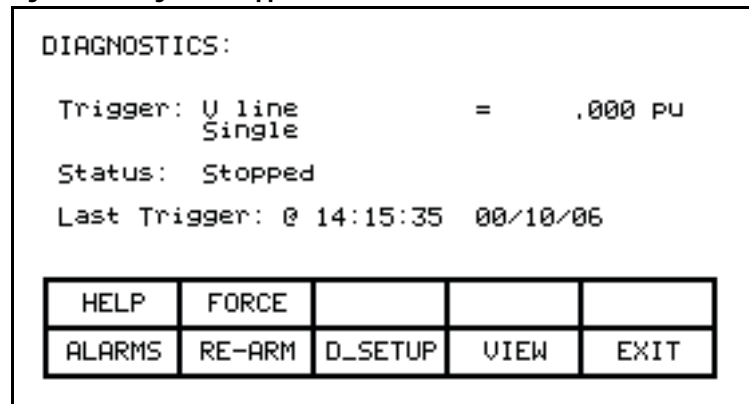 DIAGNOSTICS:
Trigger: V line = .000 pu
Single
Status: Stopped
Last Trigger: @ 14:15:35 00/10/06
HELP FORCE
ALARMS RE-ARM D_SETUP VIEW EXIT